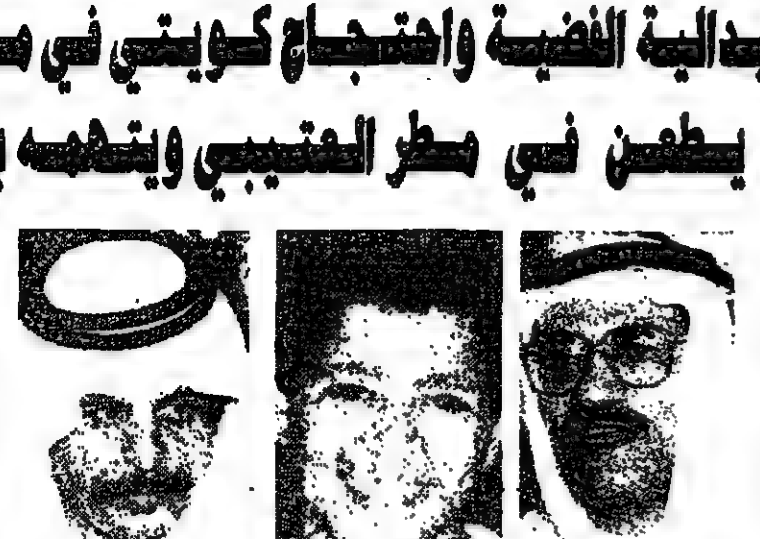 الفضية واحتجاج كويتي في
يطعن في مطر العتيبي ويتهمه